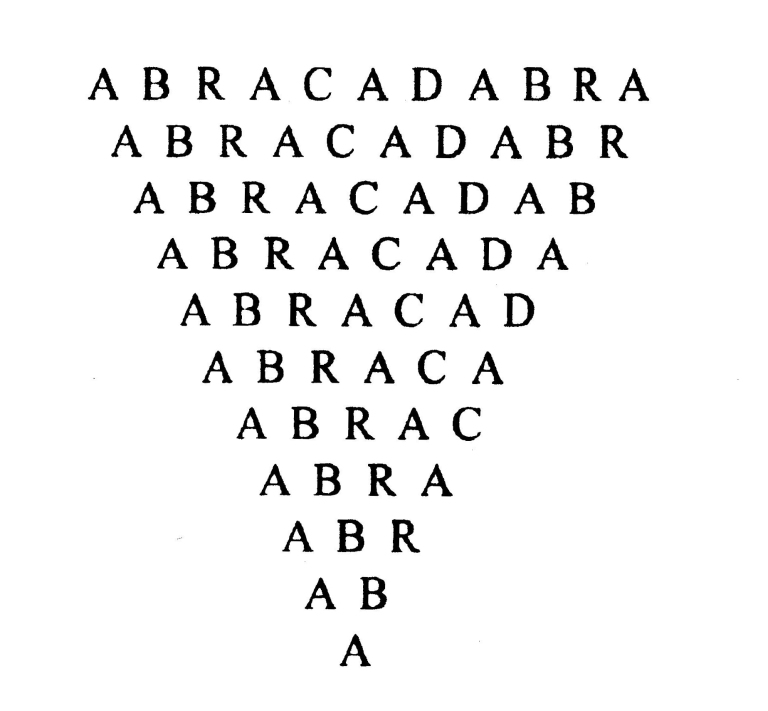 A B R A C A D A B R A
A B R A C A D A B R
A B R A C A D A B
A B R A C A D A
A B R A C A D
A B R A C A
A B R A C
A B R A
A B R
A B
A